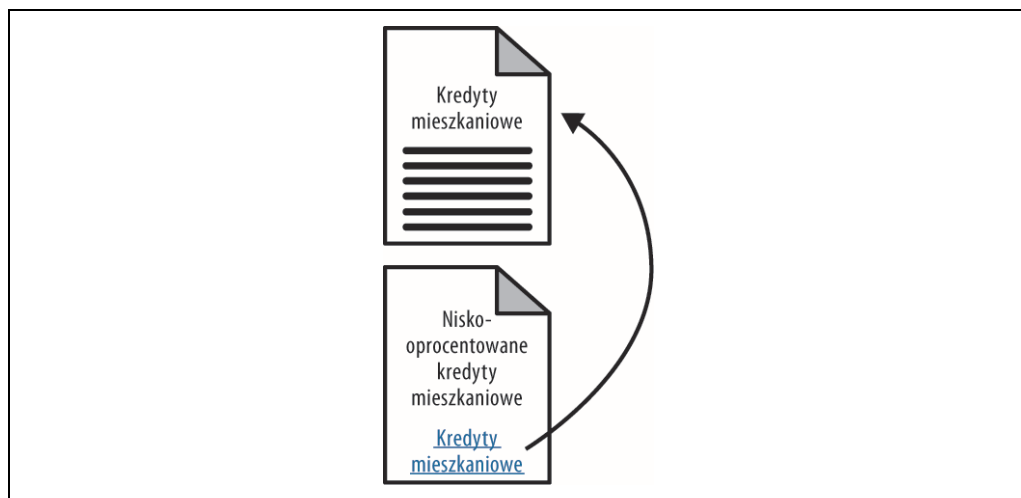 Kredyty
mieszkaniowe
Nisko-
oprocentowane
kredyty
mieszkaniowe
Kredyty
mieszkaniowe